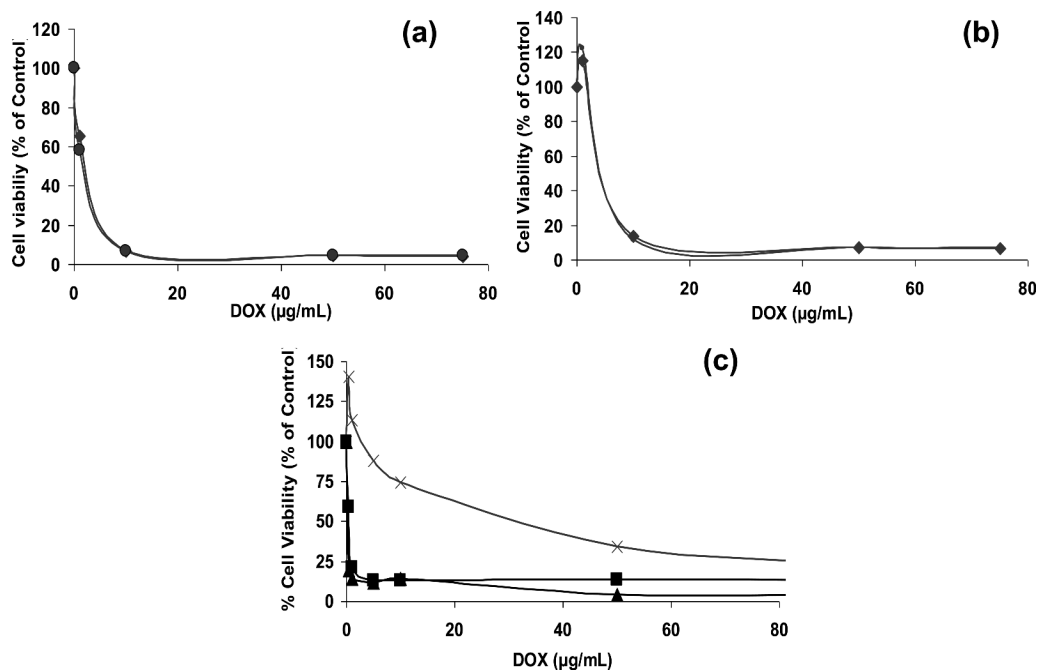 (a)
Cell viabiliy (% of Control)
120
100
80
60
40
20
0
0 20 40 60 80
DOX (µg/mL)
(b)
Cell Viability (% of Control)
140
120
100
80
60
40
20
0
0 20 40 60 80
DOX (µg/mL)
(c)
% Cell Viability (% of Control)
150
125
100
75
50
25
0
0 20 40 60 80
DOX (µg/mL)